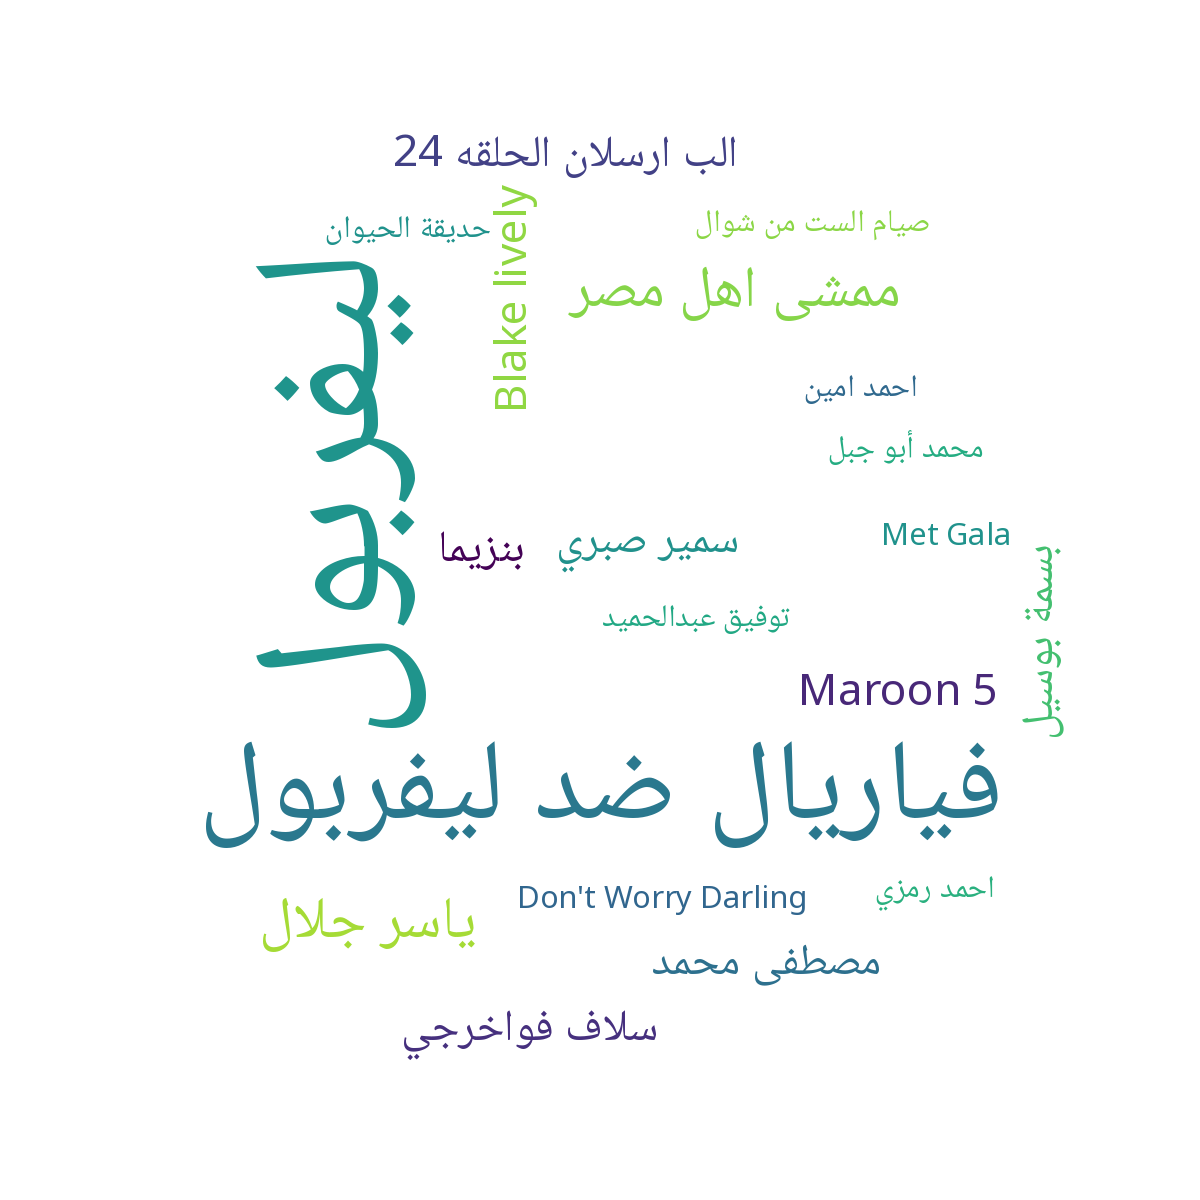 الب ارسلان الحلقه 24
Blake lively
صيام الست من شوال
حديقة الحيوان
ممشى اهل مصر
ليفربول
احمد امين
محمد أبو جبل
Met Gala
سمير صبري
بنزيما
بسمة بوسيل
توفيق عبدالحميد
Maroon 5
فياريال ضد ليفربول
احمد رمزي
Don't Worry Darling
ياسر جلال
مصطفى محمد
سلاف فواخرجي